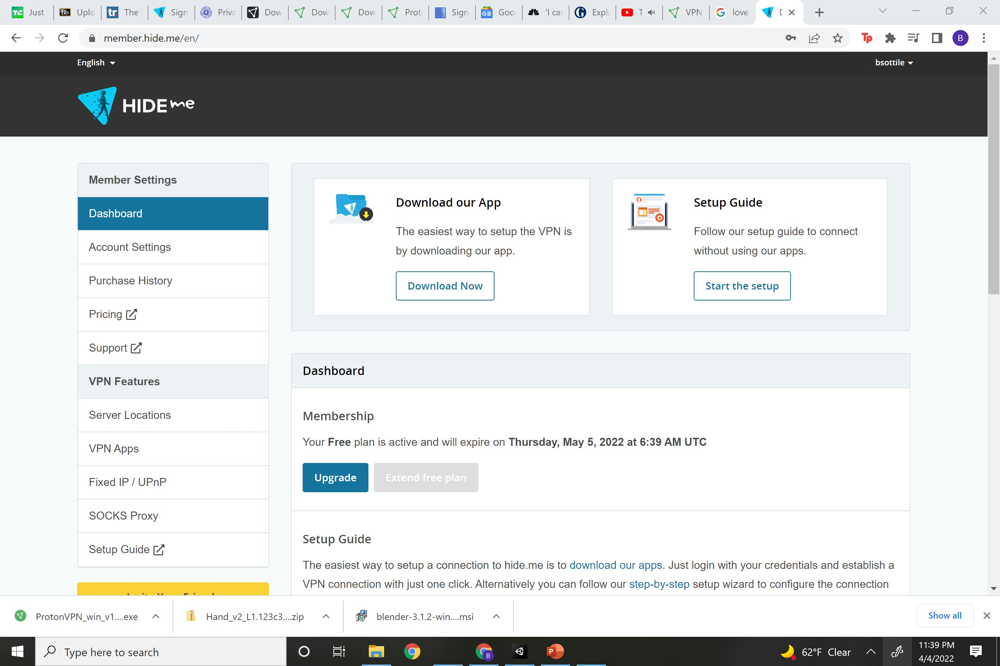 Just
Uplo
The
Sign
Priva
Dow
Dow
Dow
Prot
Sign
Goo
'I car
Expl
T
VPN
love
member.hide.me/en/
B
English
bsottile
HIDE me
Member Settings
Dashboard
Account Settings
Purchase History
Pricing
Support
VPN Features
Server Locations
VPN Apps
Fixed IP / UPnP
SOCKS Proxy
Setup Guide
Download our App
The easiest way to setup the VPN is
by downloading our app.
Download Now
Setup Guide
Follow our setup guide to connect
without using our apps.
Start the setup
Dashboard
Membership
Your Free plan is active and will expire on Thursday, May 5, 2022 at 6:39 AM UTC
Upgrade
Extend free plan
Setup Guide
The easiest way to setup a connection to hide.me is to download our apps. Just login with your credentials and establish a
VPN connection with just one click. Alternatively you can follow our step-by-step setup wizard to configure the connection
ProtonVPN_win_v1....exe
Hand_v2_L1.123c3....zip
blender-3.1.2-win....msi
Show all
Type here to search
62°F Clear
11:39 PM
4/4/2022